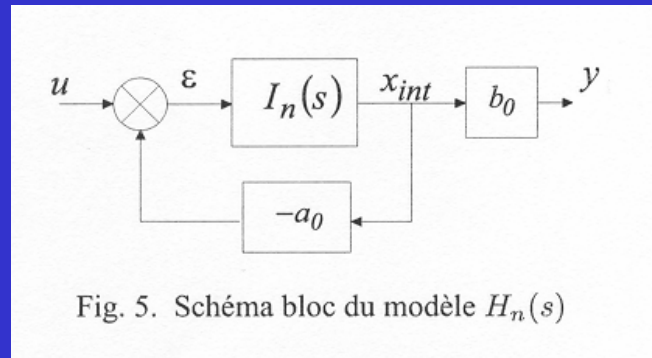 u
ε
I_n(s)
x_int
b_0
y
-a_0
Fig. 5. Schéma bloc du modèle H_n(s)